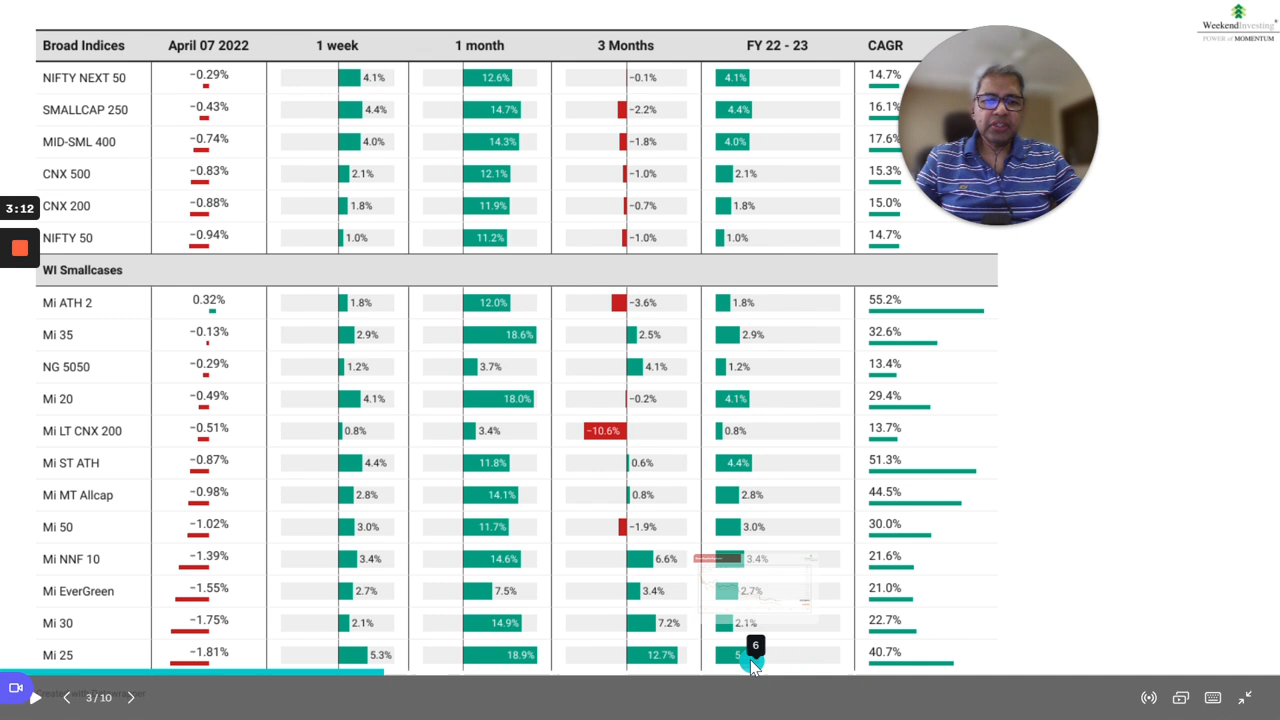 WeekendInvesting
POWER of MOMENTUM
Broad Indices April 07 2022 1 week 1 month 3 Months FY 22 - 23 CAGR
NIFTY NEXT 50 −0.29% 4.1% 12.6% −0.1% 4.1% 14.7%
SMALLCAP 250 −0.43% 4.4% 14.7% −2.2% 4.4% 16.1%
MID-SML 400 −0.74% 4.0% 14.3% −1.8% 4.0% 17.6%
CNX 500 −0.83% 2.1% 12.1% −1.0% 2.1% 15.3%
CNX 200 −0.88% 1.8% 11.9% −0.7% 1.8% 15.0%
3:12
NIFTY 50 −0.94% 1.0% 11.2% −1.0% 1.0% 14.7%
WI Smallcases
Mi ATH 2 0.32% 1.8% 12.0% −3.6% 1.8% 55.2%
Mi 35 −0.13% 2.9% 18.6% 2.5% 2.9% 32.6%
NG 5050 −0.29% 1.2% 3.7% 4.1% 1.2% 13.4%
Mi 20 −0.49% 4.1% 18.0% −0.2% 4.1% 29.4%
Mi LT CNX 200 −0.51% 0.8% 3.4% −10.6% 0.8% 13.7%
Mi ST ATH −0.87% 4.4% 11.8% 0.6% 4.4% 51.3%
Mi MT Allcap −0.98% 2.8% 14.1% 0.8% 2.8% 44.5%
Mi 50 −1.02% 3.0% 11.7% −1.9% 3.0% 30.0%
Mi NNF 10 −1.39% 3.4% 14.6% 6.6% 3.4% 21.6%
Mi EverGreen −1.55% 2.7% 7.5% 3.4% 2.7% 21.0%
Mi 30 −1.75% 2.1% 14.9% 7.2% 2.1% 22.7%
6
Mi 25 −1.81% 5.3% 18.9% 12.7% 5 40.7%
3 / 10